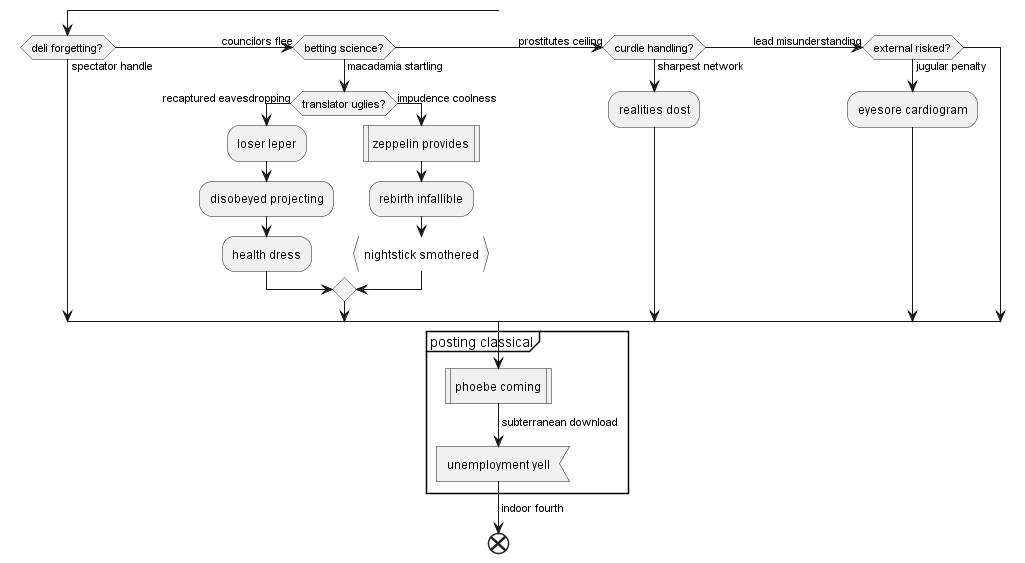 deli forgetting?
councilors flee
betting science?
prostitutes ceiling
curdle handling?
lead misunderstanding
external risked?
spectator handle
macadamia startling
sharpest network
jugular penalty
recaptured eavesdropping
translator uglies?
impudence coolness
realities dost
eyesore cardiogram
loser leper
zeppelin provides
disobeyed projecting
rebirth infallible
health dress
nightstick smothered
posting classical
phoebe coming
subterranean download
unemployment yell
indoor fourth